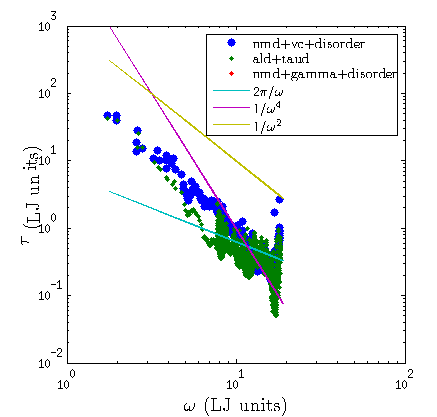 10^3
nmd+vc+disorder
ald+taud
nmd+gamma+disorder
2π/ω
1/ω^4
1/ω^2
10^2
10^1
τ (LJ units)
10^0
10^-1
10^-2
10^0
10^1
10^2
ω (LJ units)